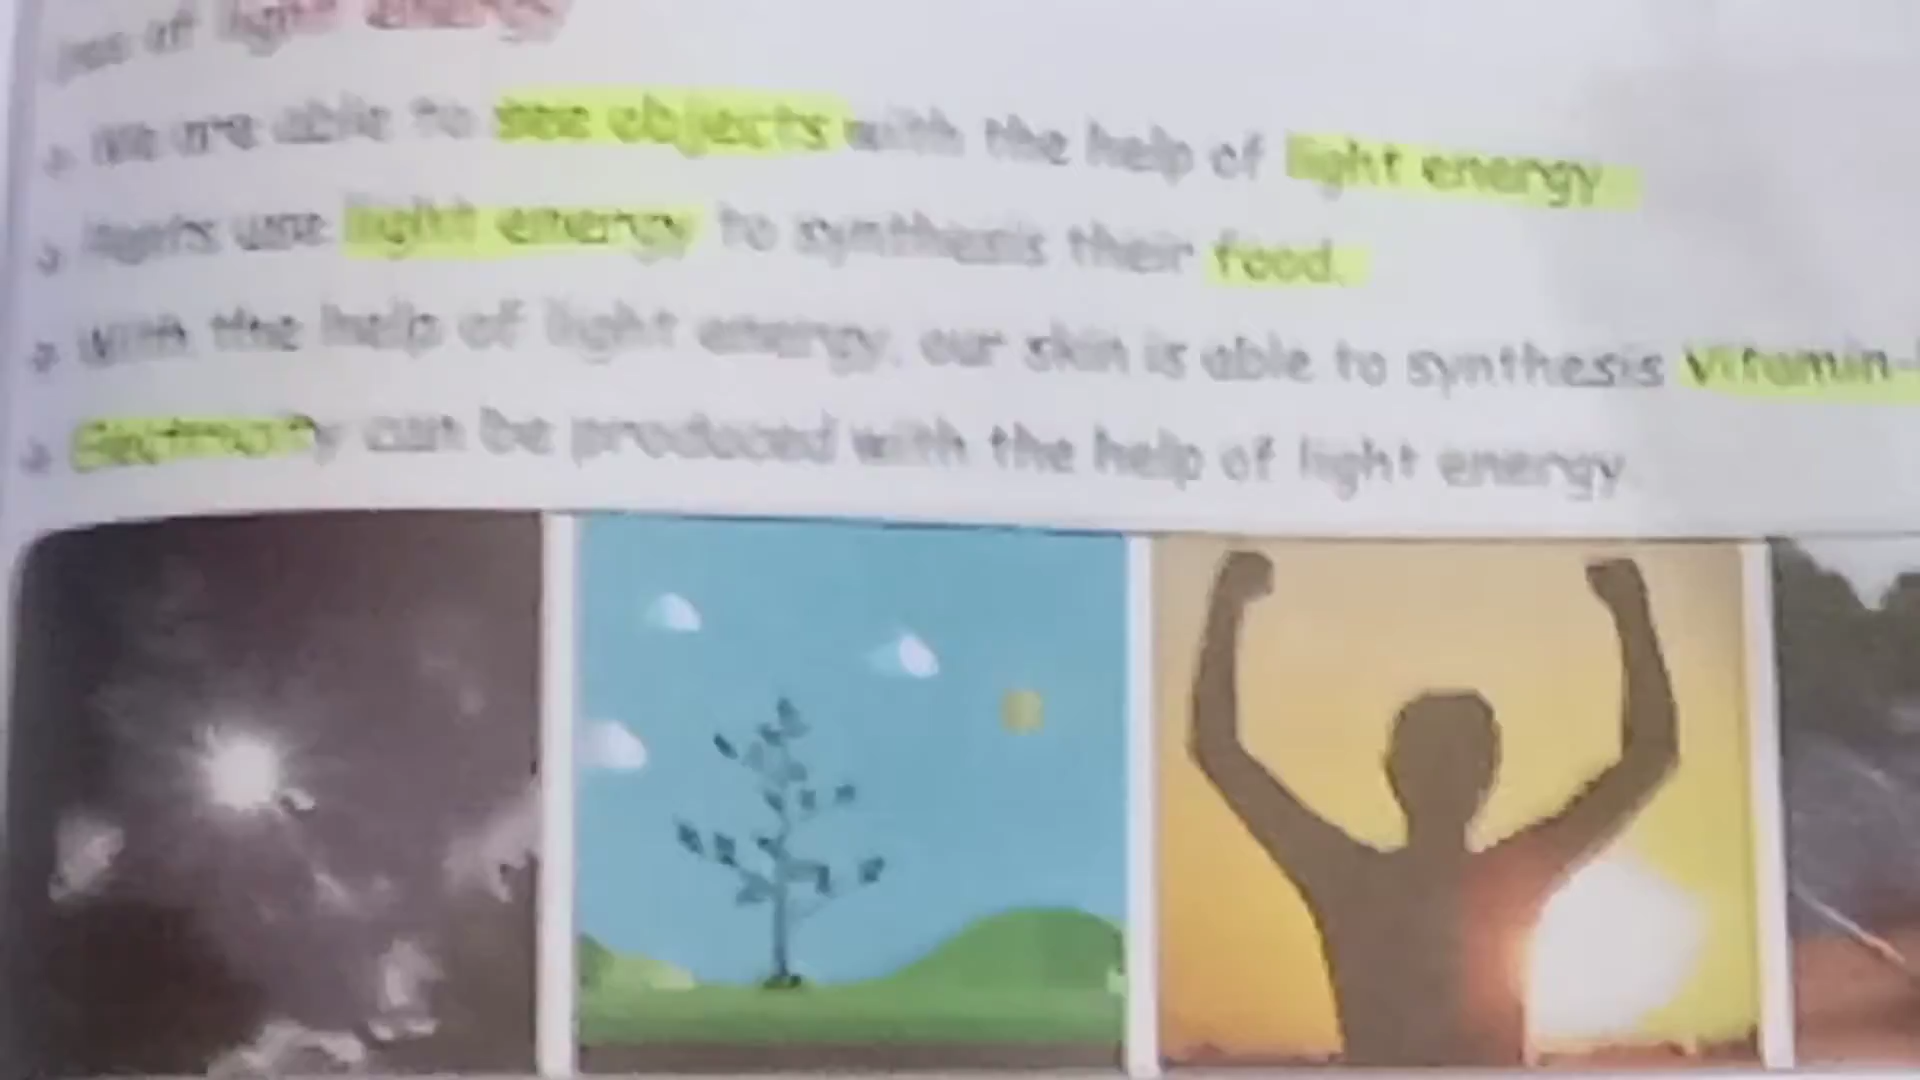 of light energy
We are able to see objects with the help of light energy
use light energy to synthesis their food.
With the help of light energy, our skin is able to synthesis Vitamin-
Electricity can be produced with the help of light energy.